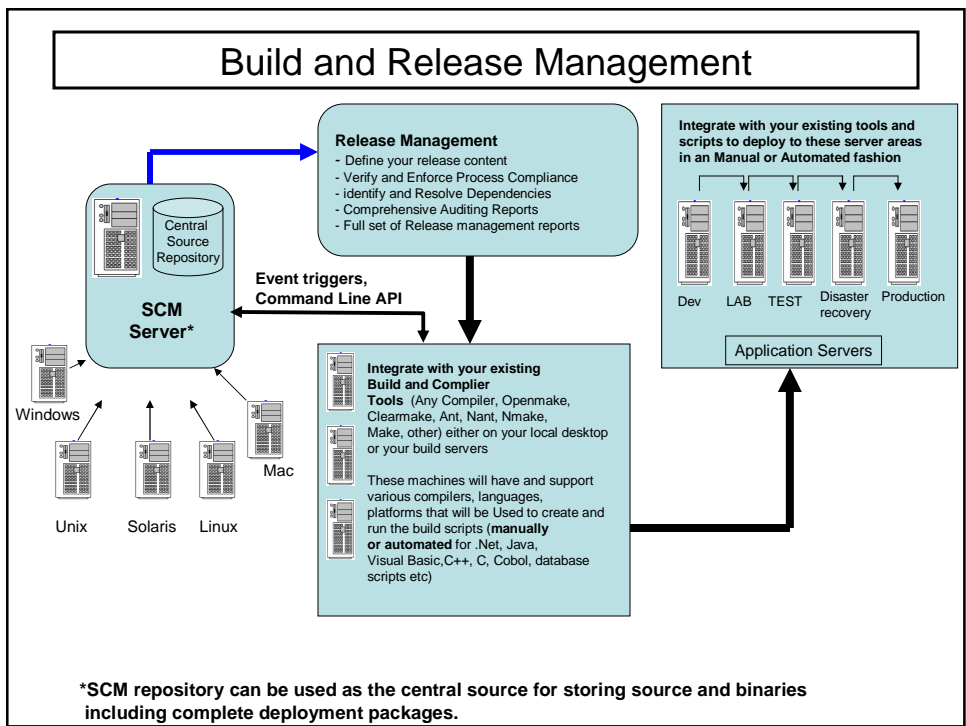 Build and Release Management
Release Management
- Define your release content
- Verify and Enforce Process Compliance
- identify and Resolve Dependencies
- Comprehensive Auditing Reports
- Full set of Release management reports
Integrate with your existing tools and
scripts to deploy to these server areas
in an Manual or Automated fashion
Dev
LAB
TEST
Disaster
recovery
Production
Application Servers
Central
Source
Repository
SCM
Server*
Event triggers,
Command Line API
Windows
Unix
Solaris
Linux
Mac
Integrate with your existing
Build and Complier
Tools (Any Compiler, Openmake,
Clearmake, Ant, Nant, Nmake,
Make, other) either on your local desktop
or your build servers
These machines will have and support
various compilers, languages,
platforms that will be Used to create and
run the build scripts (manually
or automated for .Net, Java,
Visual Basic,C++, C, Cobol, database
scripts etc)
*SCM repository can be used as the central source for storing source and binaries
including complete deployment packages.